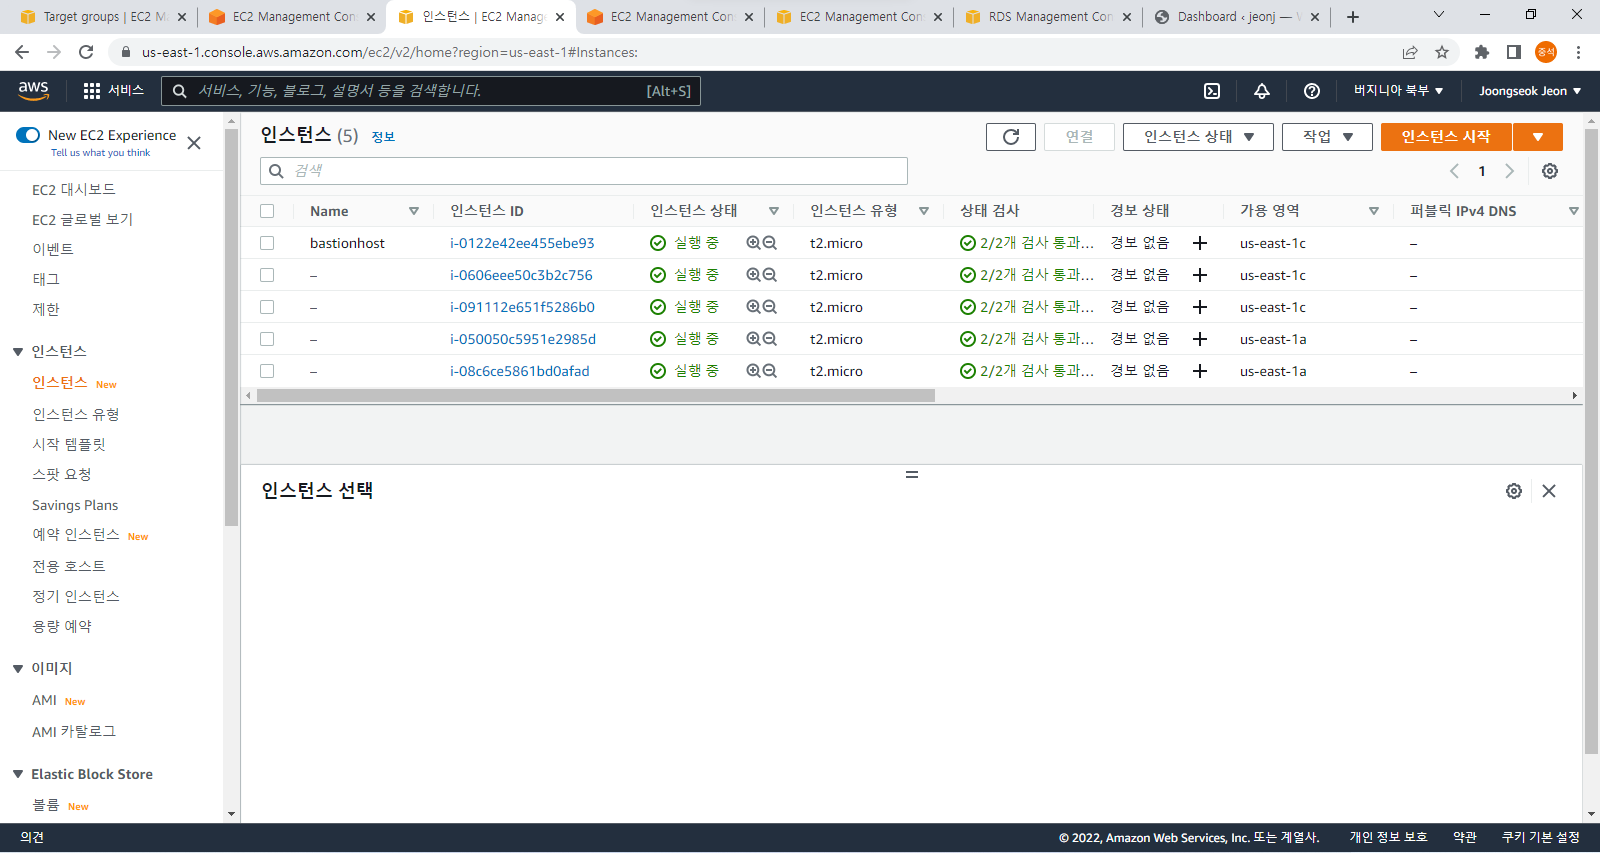 Target groups | EC2 Ma
EC2 Management Con
인스턴스 | EC2 Manage
EC2 Management Con
EC2 Management Con
RDS Management Con
Dashboard ‹ jeonj —
us-east-1.console.aws.amazon.com/ec2/v2/home?region=us-east-1#Instances:
중석
aws
서비스
서비스, 기능, 블로그, 설명서 등을 검색합니다.
[Alt+S]
버지니아 북부
Joongseok Jeon
New EC2 Experience
Tell us what you think
EC2 대시보드
EC2 글로벌 보기
이벤트
태그
제한
인스턴스
인스턴스 New
인스턴스 유형
시작 템플릿
스팟 요청
Savings Plans
예약 인스턴스 New
전용 호스트
정기 인스턴스
용량 예약
이미지
AMI New
AMI 카탈로그
Elastic Block Store
볼륨 New
인스턴스 (5) 정보
연결
인스턴스 상태
작업
인스턴스 시작
검색
1
Name 인스턴스 ID 인스턴스 상태 인스턴스 유형 상태 검사 경보 상태 가용 영역 퍼블릭 IPv4 DNS
bastionhost i-0122e42ee455ebe93 실행 중 t2.micro 2/2개 검사 통과... 경보 없음 + us-east-1c –
– i-0606eee50c3b2c756 실행 중 t2.micro 2/2개 검사 통과... 경보 없음 + us-east-1c –
– i-091112e651f5286b0 실행 중 t2.micro 2/2개 검사 통과... 경보 없음 + us-east-1c –
– i-050050c5951e2985d 실행 중 t2.micro 2/2개 검사 통과... 경보 없음 + us-east-1a –
– i-08c6ce5861bd0afad 실행 중 t2.micro 2/2개 검사 통과... 경보 없음 + us-east-1a –
인스턴스 선택
의견
© 2022, Amazon Web Services, Inc. 또는 계열사.
개인 정보 보호
약관
쿠키 기본 설정